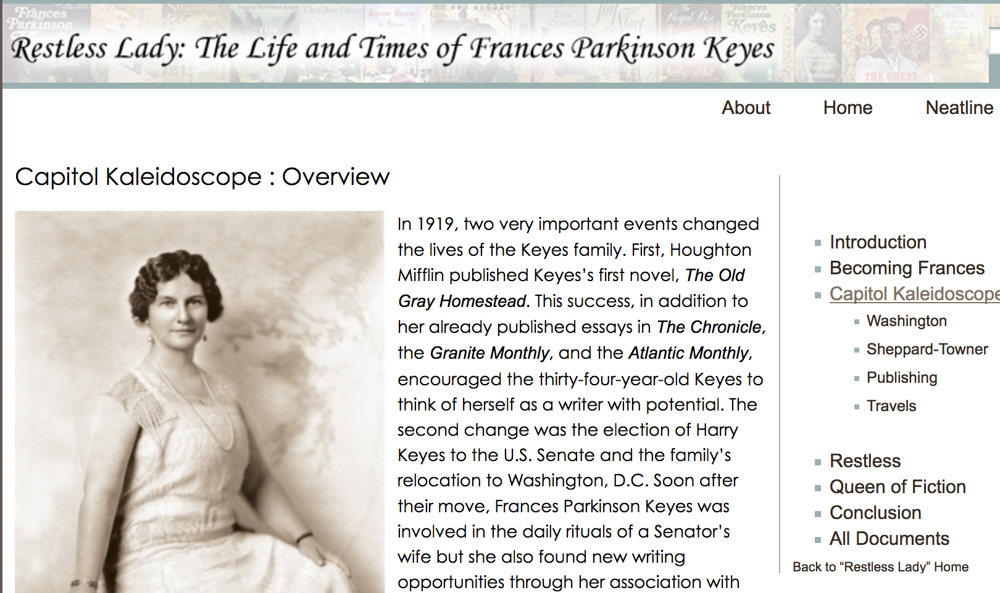 Frances
Parkinson
Frances
Parkinson
Keyes
The Royal Box
THE GREAT
THE
HERITAGE
Restless Lady: The Life and Times of Frances Parkinson Keyes
About Home Neatline
Capitol Kaleidoscope : Overview
In 1919, two very important events changed
the lives of the Keyes family. First, Houghton
Mifflin published Keyes’s first novel, The Old
Gray Homestead. This success, in addition to
her already published essays in The Chronicle,
the Granite Monthly, and the Atlantic Monthly,
encouraged the thirty-four-year-old Keyes to
think of herself as a writer with potential. The
second change was the election of Harry
Keyes to the U.S. Senate and the family’s
relocation to Washington, D.C. Soon after
their move, Frances Parkinson Keyes was
involved in the daily rituals of a Senator’s
wife but she also found new writing
opportunities through her association with
Introduction
Becoming Frances
Capitol Kaleidoscope
Washington
Sheppard-Towner
Publishing
Travels
Restless
Queen of Fiction
Conclusion
All Documents
Back to “Restless Lady” Home